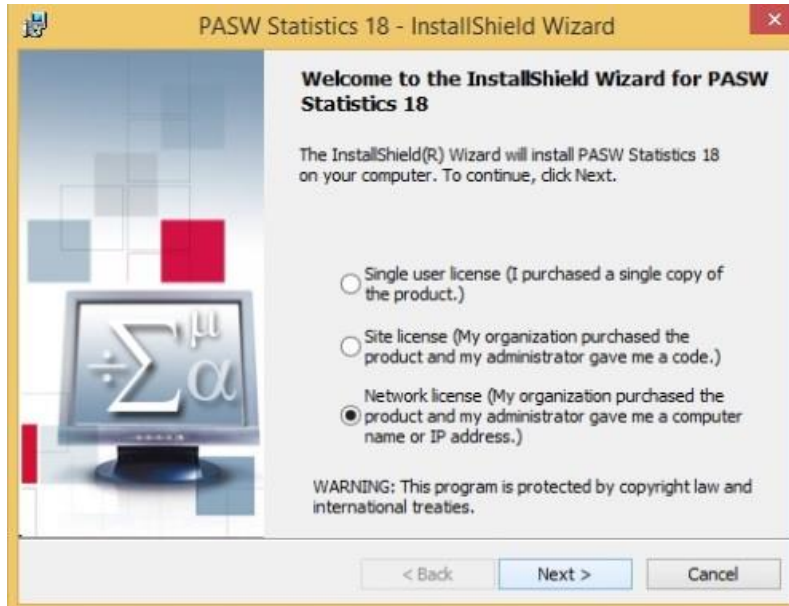 PASW Statistics 18 - InstallShield Wizard
Welcome to the InstallShield Wizard for PASW
Statistics 18
The InstallShield(R) Wizard will install PASW Statistics 18
on your computer. To continue, click Next.
Single user license (I purchased a single copy of
the product.)
Site license (My organization purchased the
product and my administrator gave me a code.)
Network license (My organization purchased the
product and my administrator gave me a computer
name or IP address.)
WARNING: This program is protected by copyright law and
international treaties.
÷Σμα
< Back Next > Cancel